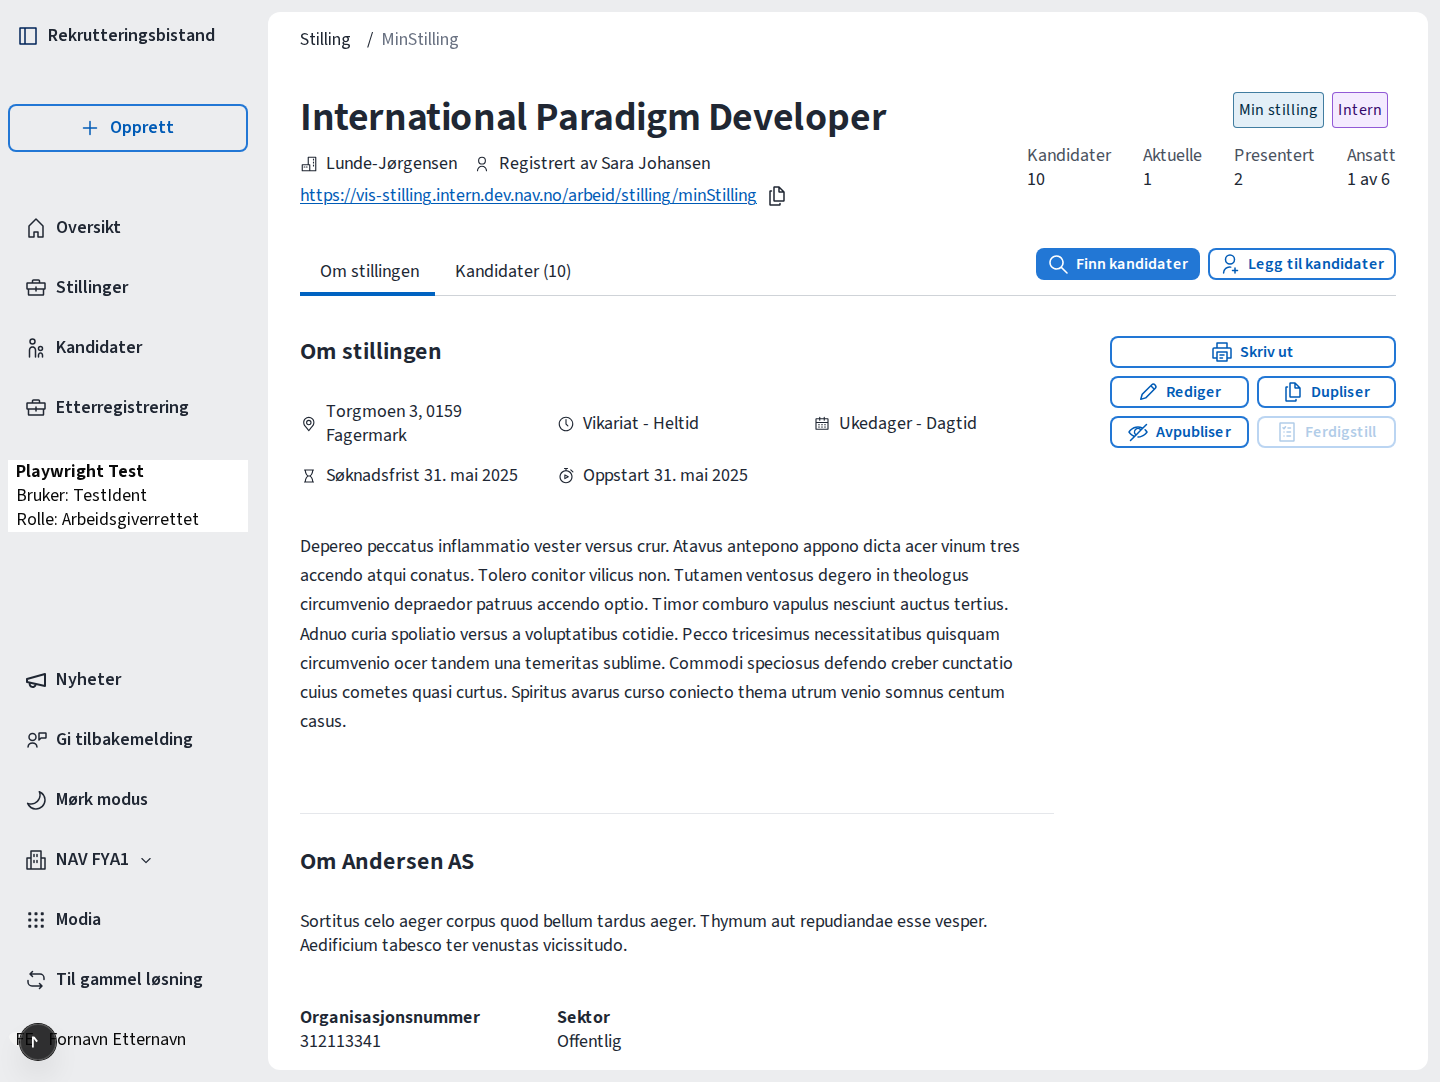 Rekrutteringsbistand
Opprett
Oversikt
Stillinger
Kandidater
Etterregistrering
Playwright Test
Bruker: TestIdent
Rolle: Arbeidsgiverrettet
Nyheter
Gi tilbakemelding
Mørk modus
NAV FYA1
Modia
Til gammel løsning
Fornavn Etternavn
Stilling / MinStilling
International Paradigm Developer
Min stilling Intern
Lunde-Jørgensen Registrert av Sara Johansen
https://vis-stilling.intern.dev.nav.no/arbeid/stilling/minStilling
Kandidater Aktuelle Presentert Ansatt
10 1 2 1 av 6
Om stillingen Kandidater (10)
Finn kandidater Legg til kandidater
Om stillingen
Torgmoen 3, 0159
Fagermark
Vikariat - Heltid
Ukedager - Dagtid
Søknadsfrist 31. mai 2025
Oppstart 31. mai 2025
Skriv ut
Rediger Dupliser
Avpubliser Ferdigstill
Depereo peccatus inflammatio vester versus crur. Atavus antepono appono dicta acer vinum tres
accendo atqui conatus. Tolero conitor vilicus non. Tutamen ventosus degero in theologus
circumvenio depraedor patruus accendo optio. Timor comburo vapulus nesciunt auctus tertius.
Adnuo curia spoliatio versus a voluptatibus cotidie. Pecco tricesimus necessitatibus quisquam
circumvenio ocer tandem una temeritas sublime. Commodi speciosus defendo creber cunctatio
cuius cometes quasi curtus. Spiritus avarus curso coniecto thema utrum venio somnus centum
casus.
Om Andersen AS
Sortitus celo aeger corpus quod bellum tardus aeger. Thymum aut repudiandae esse vesper.
Aedificium tabesco ter venustas vicissitudo.
Organisasjonsnummer Sektor
312113341 Offentlig